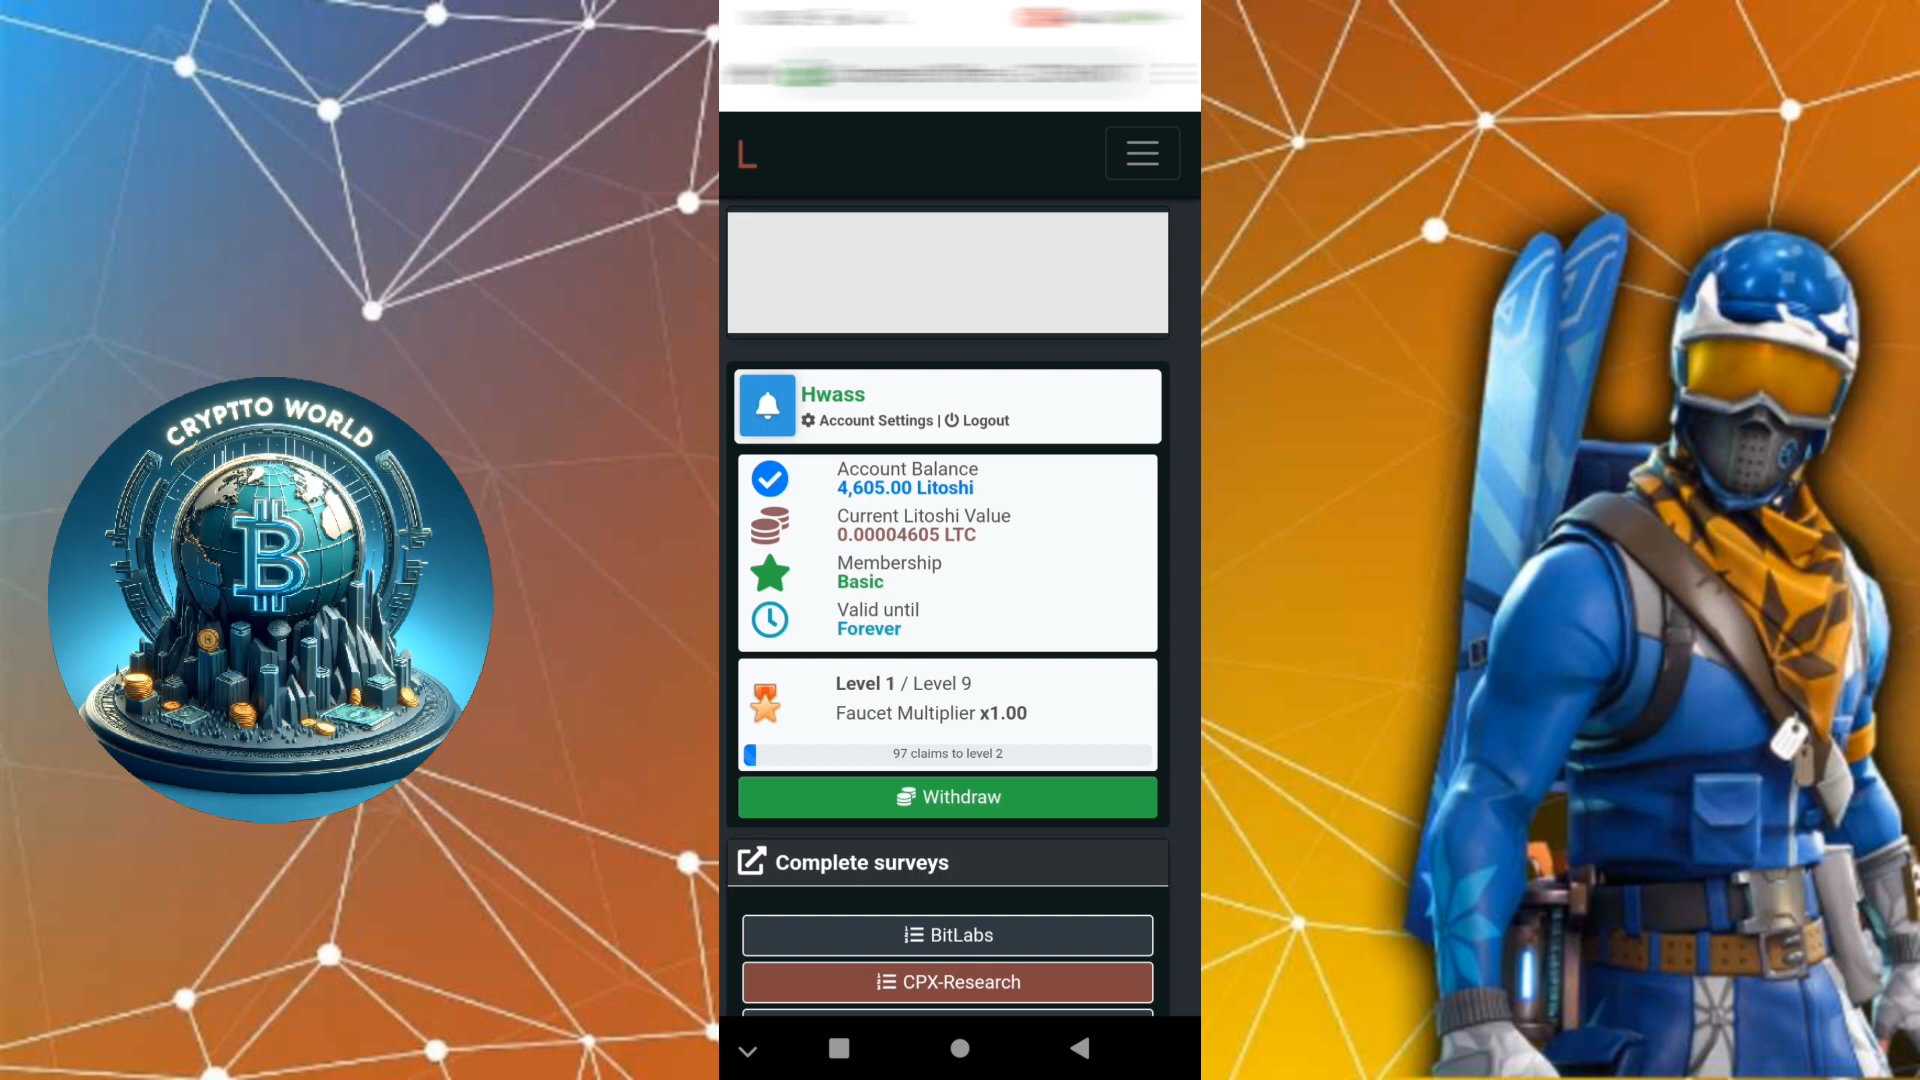 CRYPTTO WORLD
L
Hwass
Account Settings | Logout
Account Balance
4,605.00 Litoshi
Current Litoshi Value
0.00004605 LTC
Membership
Basic
Valid until
Forever
Level 1 / Level 9
Faucet Multiplier x1.00
97 claims to level 2
Withdraw
Complete surveys
BitLabs
CPX-Research